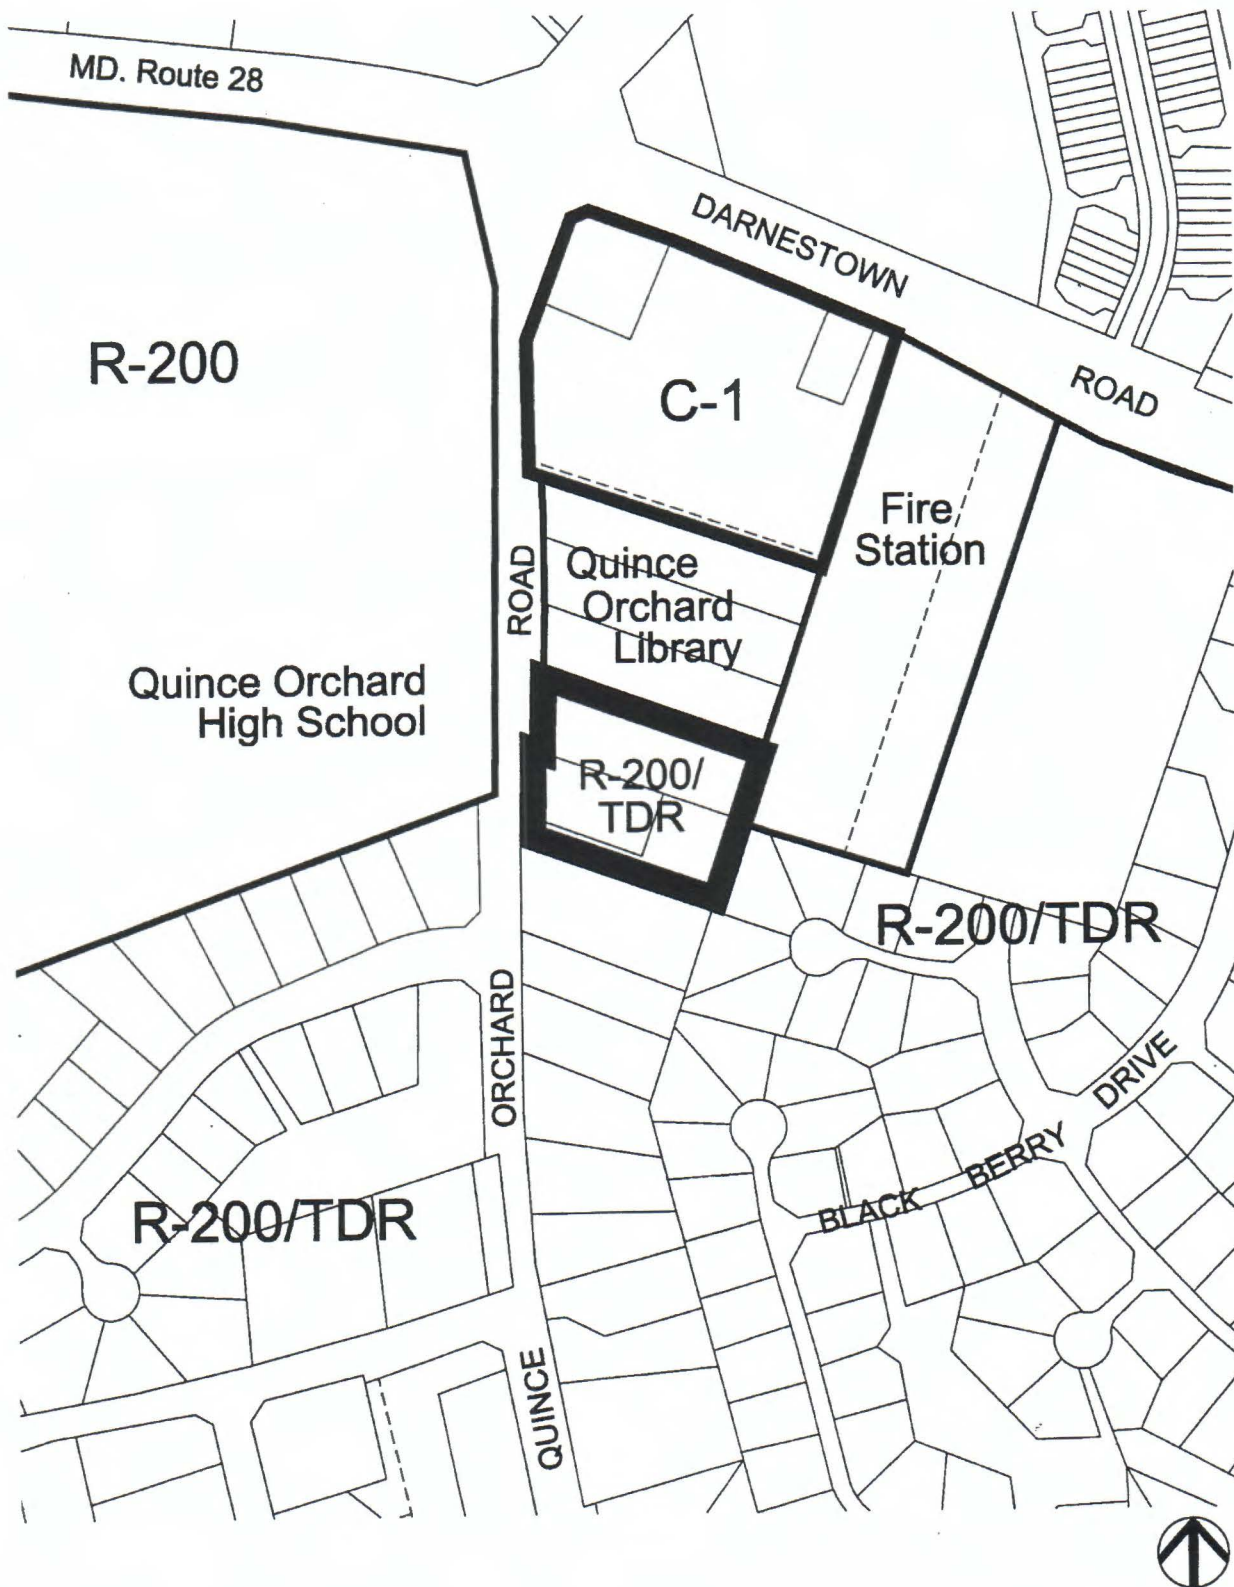 MD. Route 28
DARNESTOWN
ROAD
R-200
C-1
Fire
Station
ROAD
Quince
Orchard
Library
Quince Orchard
High School
R-200/
TDR
R-200/TDR
ORCHARD
DRIVE
BERRY
BLACK
R-200/TDR
QUINCE